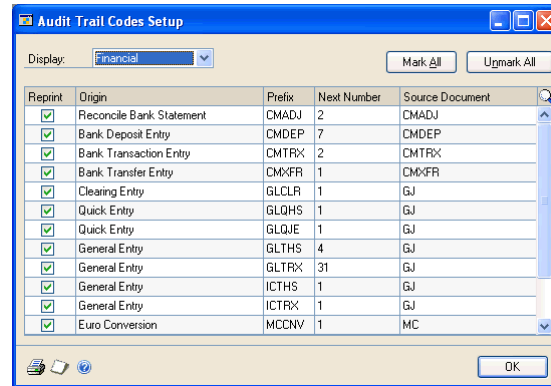 Audit Trail Codes Setup
Display: Financial Mark All Unmark All
Reprint Origin Prefix Next Number Source Document
Reconcile Bank Statement CMADJ 2 CMADJ
Bank Deposit Entry CMDEP 7 CMDEP
Bank Transaction Entry CMTRX 2 CMTRX
Bank Transfer Entry CMXFR 1 CMXFR
Clearing Entry GLCLR 1 GJ
Quick Entry GLQHS 1 GJ
Quick Entry GLQJE 1 GJ
General Entry GLTHS 4 GJ
General Entry GLTRX 31 GJ
General Entry ICTHS 1 GJ
General Entry ICTRX 1 GJ
Euro Conversion MCCNV 1 MC
OK